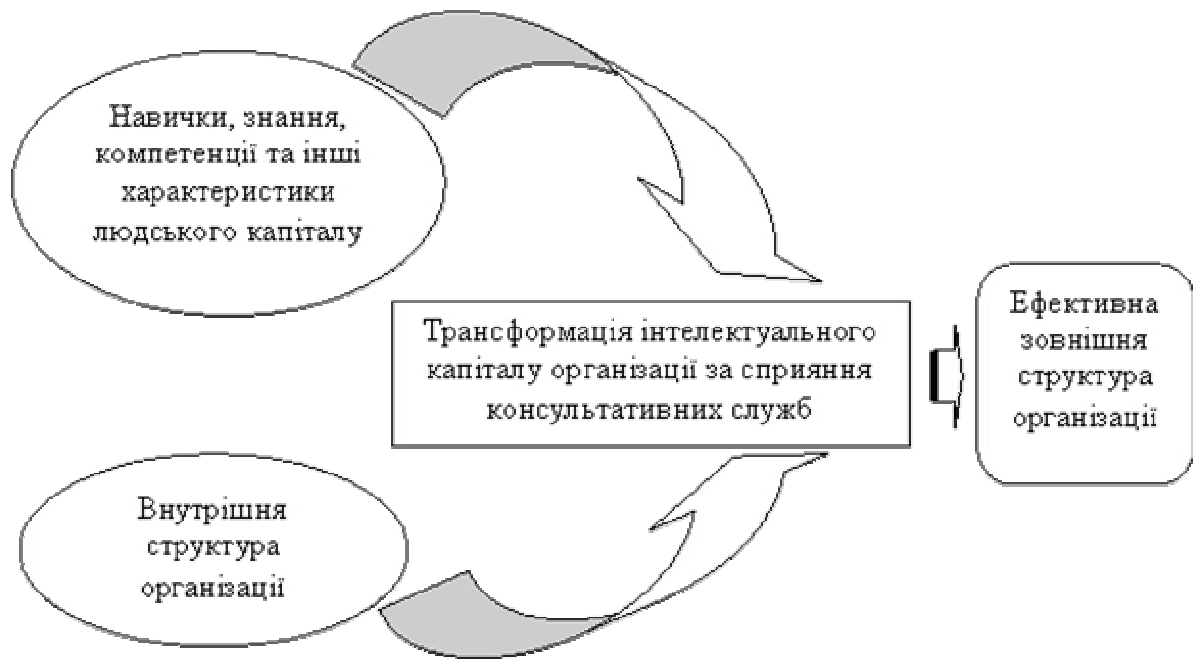 Навички, знання,
компетенції та інші
характеристики
людського капіталу
Трансформація інтелектуального
капіталу організації за сприяння
консультативних служб
Ефективна
зовнішня
структура
організації
Внутрішня
структура
організації